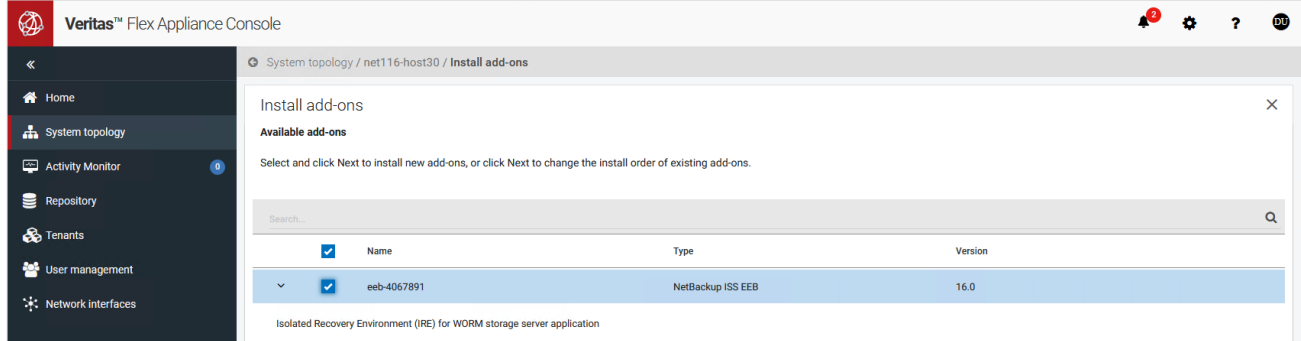 Veritas™ Flex Appliance Console
2
?
DU
«
System topology / net116-host30 / Install add-ons
Home
System topology
Activity Monitor
0
Repository
Tenants
User management
Network interfaces
Install add-ons
Available add-ons
Select and click Next to install new add-ons, or click Next to change the install order of existing add-ons.
Search...
Name Type Version
eeb-4067891 NetBackup ISS EEB 16.0
Isolated Recovery Environment (IRE) for WORM storage server application